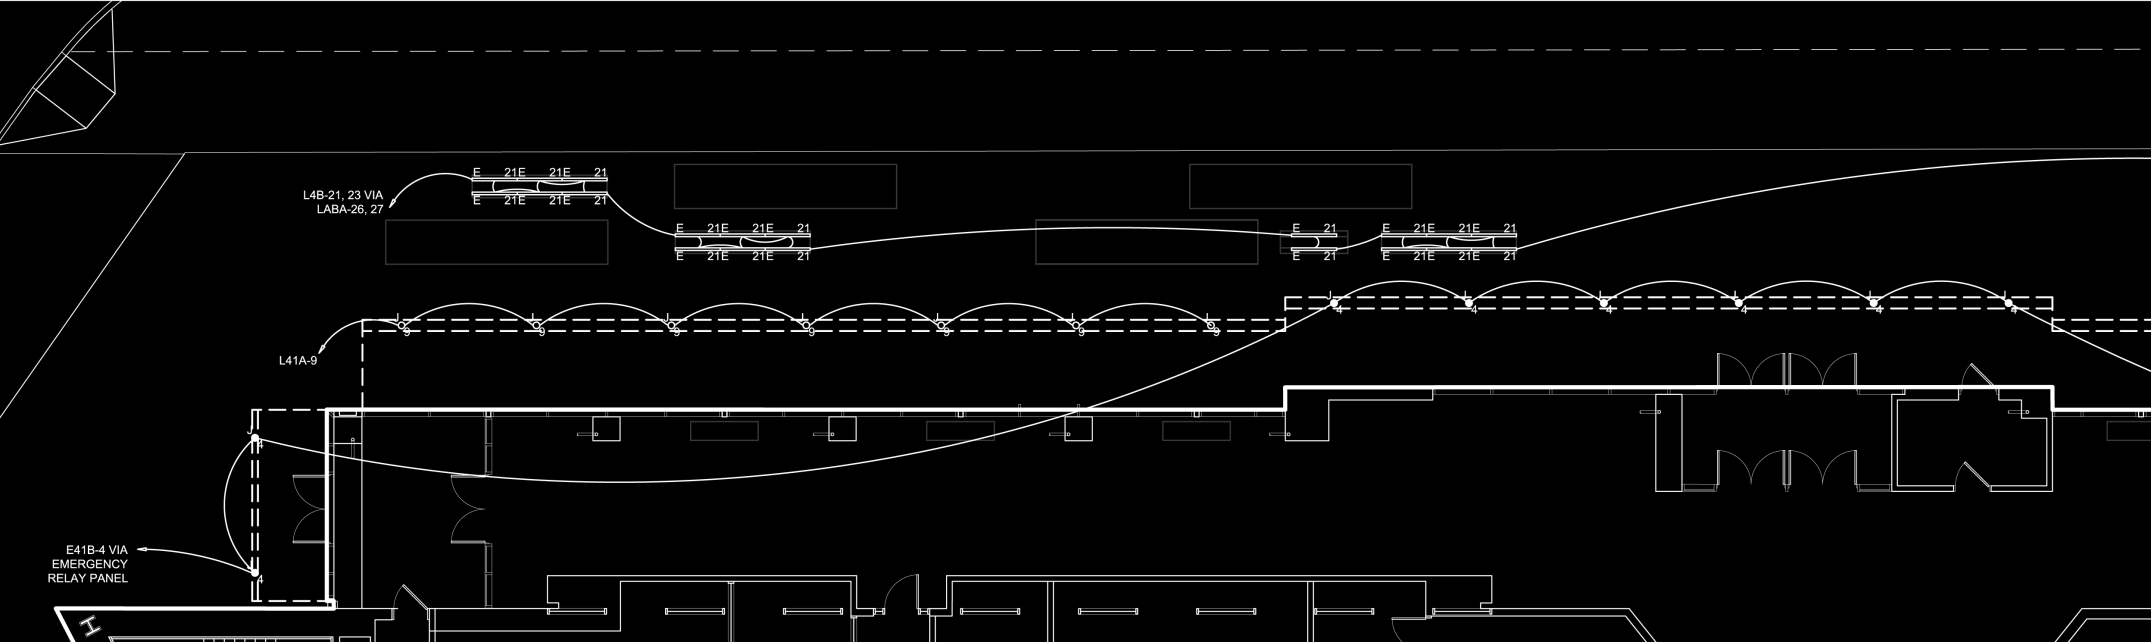 E 21E 21E 21
L4B-21, 23 VIA
LABA-26, 27
E 21E 21E 21
E 21E 21E 21
E 21
E 21E 21E 21
E 21E 21E 21
E 21
E 21E 21E 21
J J J J J J
4 4 4 4 4 4
J J J J J J J
9 9 9 9 9 9 9
L41A-9
J
4
E41B-4 VIA
EMERGENCY
RELAY PANEL
4